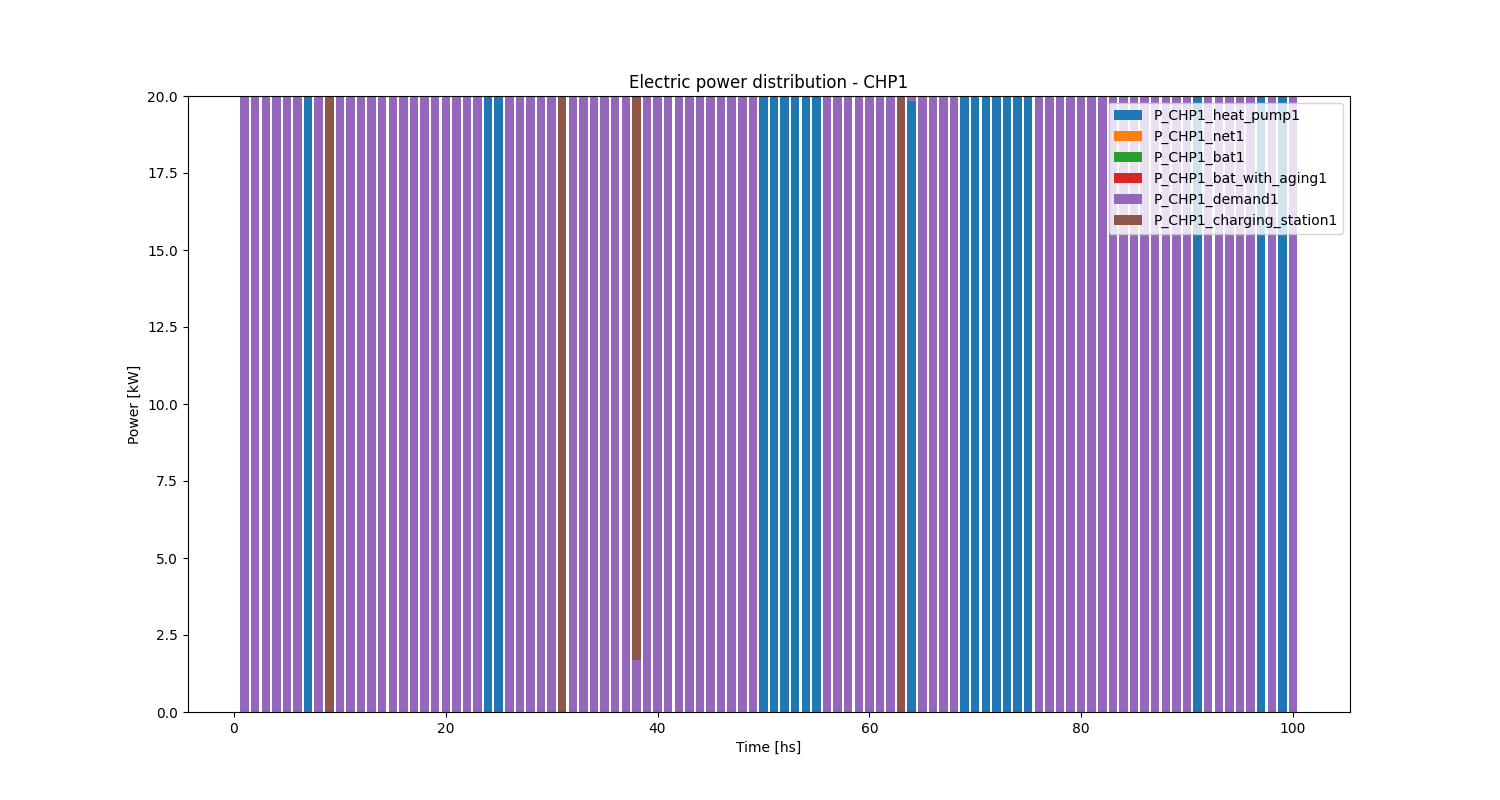 Electric power distribution - CHP1
20.0
17.5
15.0
12.5
10.0
7.5
5.0
2.5
0.0
Power [kW]
P_CHP1_heat_pump1
P_CHP1_net1
P_CHP1_bat1
P_CHP1_bat_with_aging1
P_CHP1_demand1
P_CHP1_charging_station1
0 20 40 60 80 100
Time [hs]